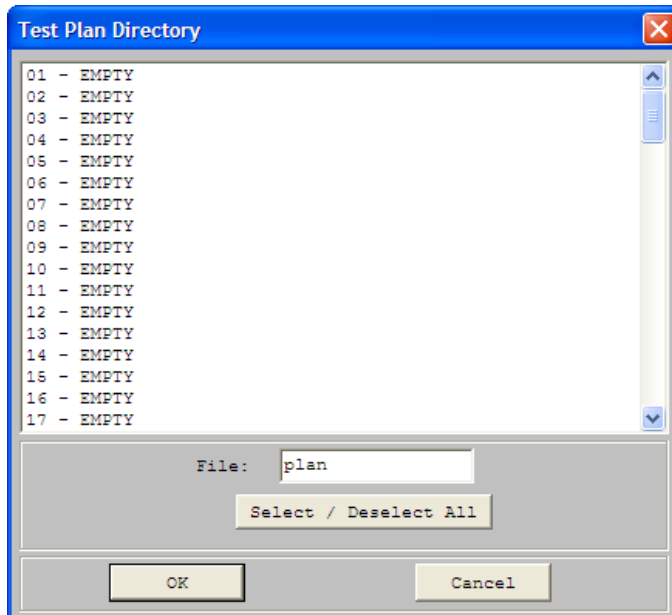 Test Plan Directory
01 - EMPTY
02 - EMPTY
03 - EMPTY
04 - EMPTY
05 - EMPTY
06 - EMPTY
07 - EMPTY
08 - EMPTY
09 - EMPTY
10 - EMPTY
11 - EMPTY
12 - EMPTY
13 - EMPTY
14 - EMPTY
15 - EMPTY
16 - EMPTY
17 - EMPTY
File: plan
Select / Deselect All
OK Cancel